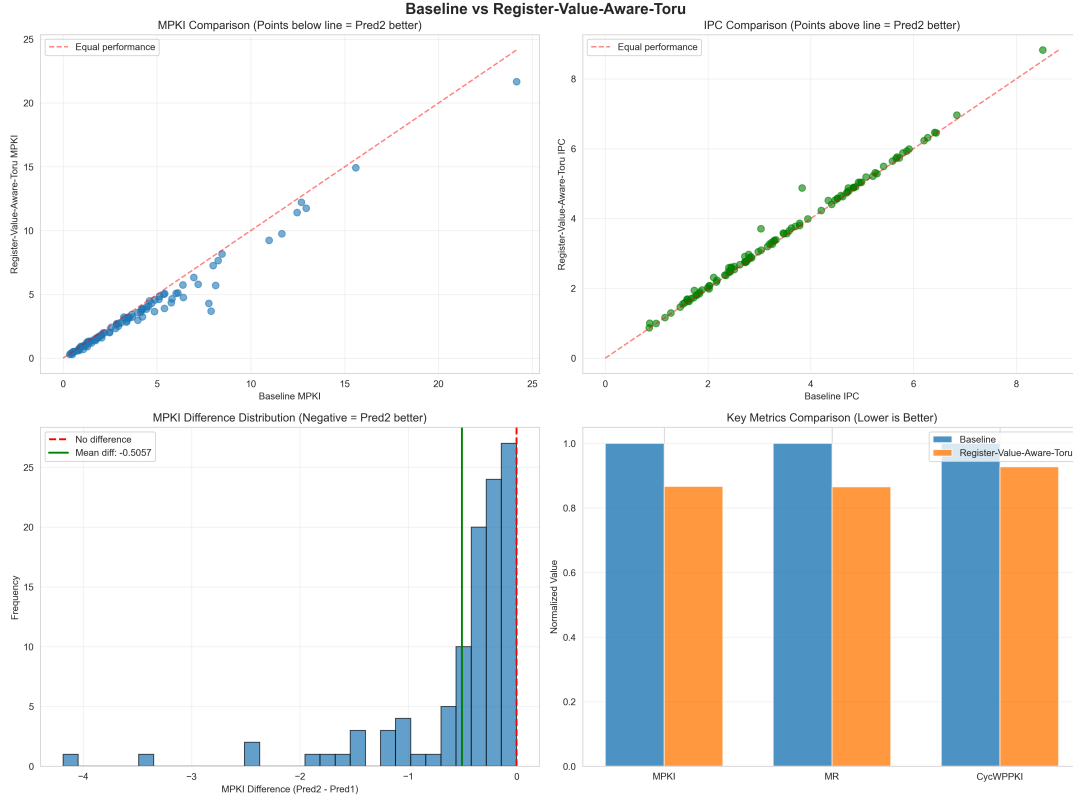 Baseline vs Register-Value-Aware-Toru
MPKI Comparison (Points below line = Pred2 better)
Equal performance
25
20
15
10
5
0
Register-Value-Aware-Toru MPKI
0 5 10 15 20 25
Baseline MPKI
IPC Comparison (Points above line = Pred2 better)
Equal performance
8
6
4
2
0
Register-Value-Aware-Toru IPC
0 2 4 6 8
Baseline IPC
MPKI Difference Distribution (Negative = Pred2 better)
No difference
Mean diff: -0.5057
25
20
15
10
5
0
Frequency
−4 −3 −2 −1 0
MPKI Difference (Pred2 - Pred1)
Key Metrics Comparison (Lower is Better)
Baseline
Register-Value-Aware-Toru
1.0
0.8
0.6
0.4
0.2
0.0
Normalized Value
MPKI MR CycWPPKI